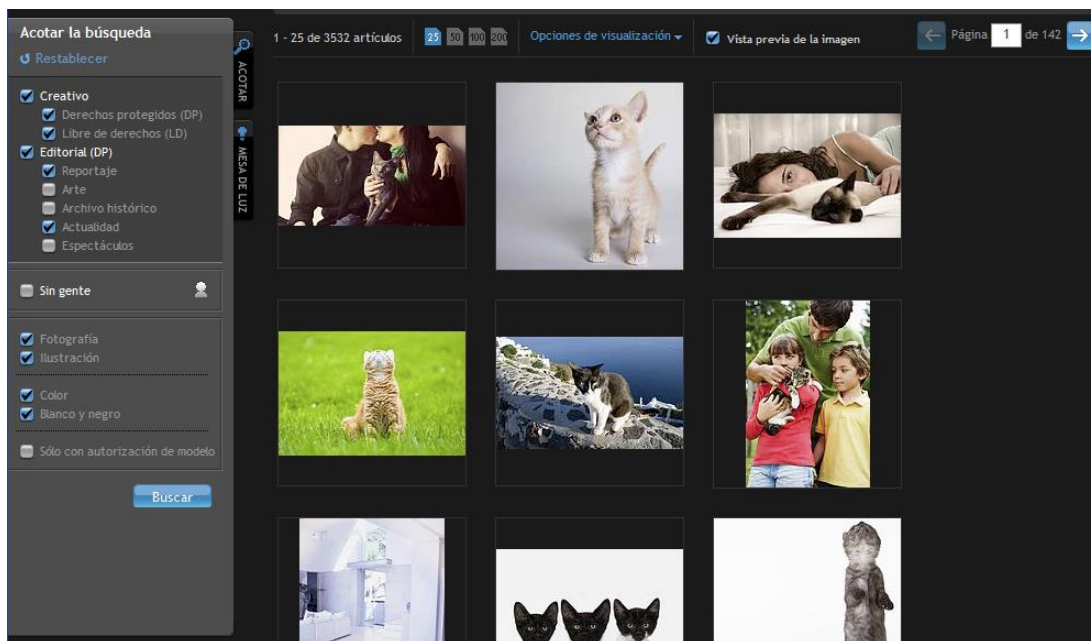 Acotar la búsqueda
Restablecer
Creativo
Derechos protegidos (DP)
Libre de derechos (LD)
Editorial (DP)
Reportaje
Arte
Archivo histórico
Actualidad
Espectáculos
Sin gente
Fotografía
Ilustración
Color
Blanco y negro
Sólo con autorización de modelo
Buscar
ACOTAR
MESA DE LUZ
1 - 25 de 3532 artículos 25 50 100 200 Opciones de visualización Vista previa de la imagen Página 1 de 142